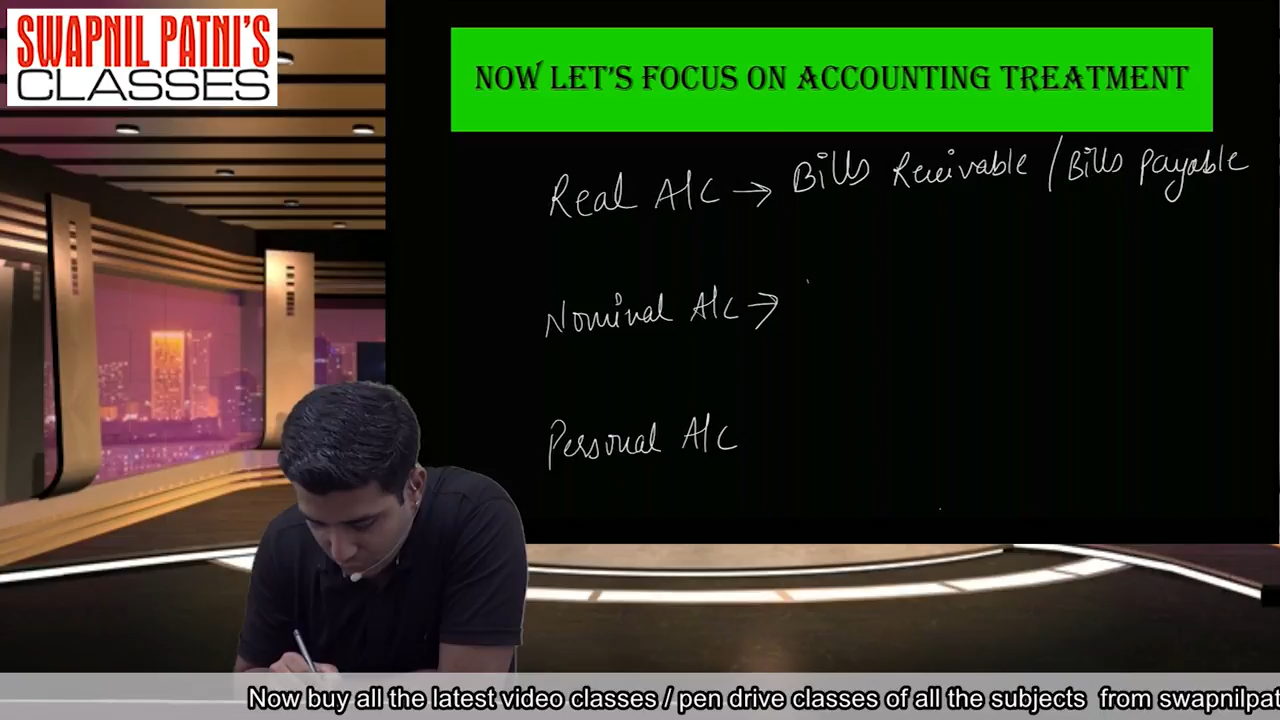 SWAPNIL PATNI'S
CLASSES
NOW LET'S FOCUS ON ACCOUNTING TREATMENT
Real A/C → Bills Receivable / Bills Payable
Nominal A/C →
Personal A/C
Now buy all the latest video classes / pen drive classes of all the subjects from swapnilpat